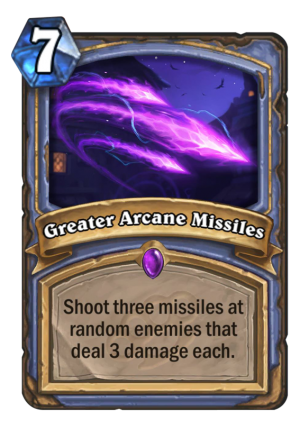 7
Greater Arcane Missiles
Shoot three missiles at
random enemies that
deal 3 damage each.